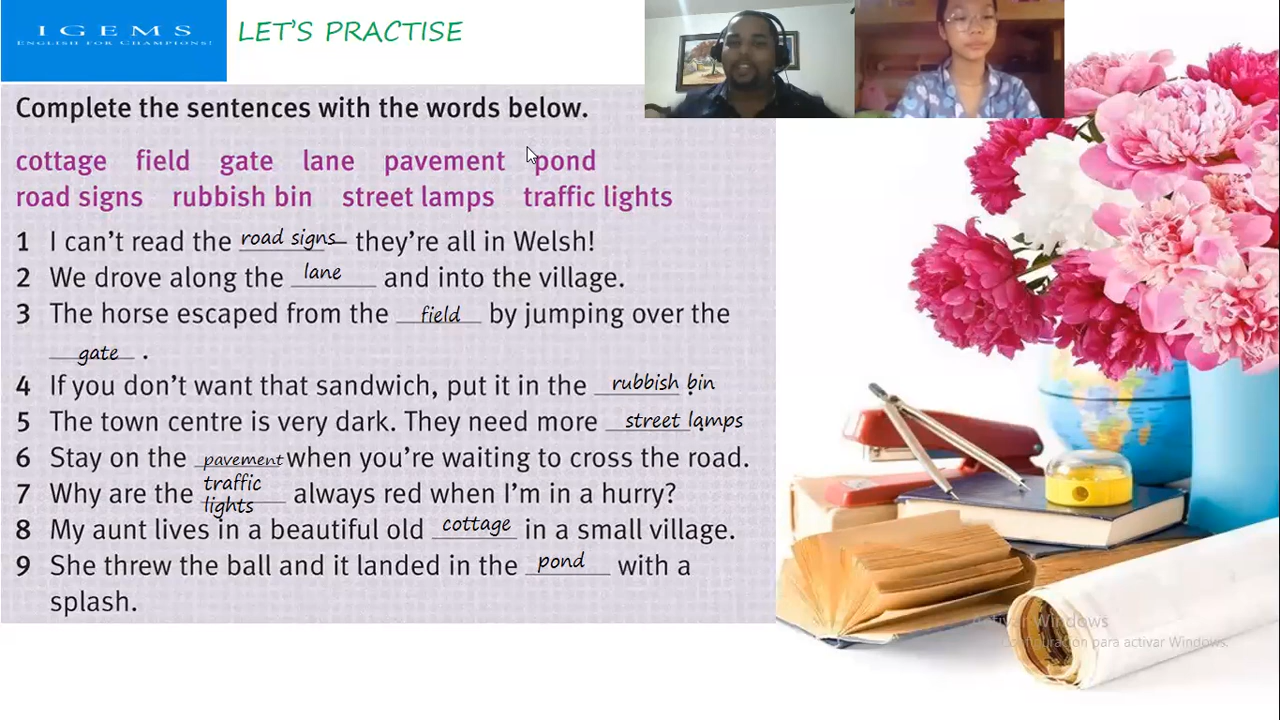 IGEMS
ENGLISH FOR CHAMPIONS!
LET'S PRACTISE
Complete the sentences with the words below.
cottage field gate lane pavement pond
road signs rubbish bin street lamps traffic lights
1 I can't read the road signs – they're all in Welsh!
2 We drove along the lane and into the village.
3 The horse escaped from the field by jumping over the
gate .
4 If you don't want that sandwich, put it in the rubbish bin .
5 The town centre is very dark. They need more street lamps .
6 Stay on the pavement when you're waiting to cross the road.
7 Why are the traffic lights always red when I'm in a hurry?
8 My aunt lives in a beautiful old cottage in a small village.
9 She threw the ball and it landed in the pond with a
splash.
Activar Windows
Configuración para activar Windows.